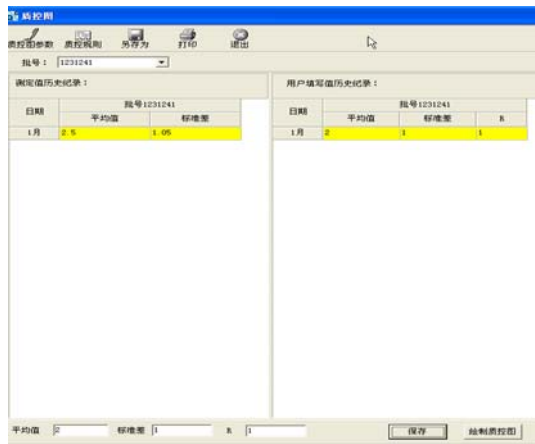 质控图
质控图参数 质控规则 另存为 打印 退出
批号： 1231241
测定值历史纪录： 用户填写值历史纪录：
日期 批号1231241 日期 批号1231241
平均值 标准差 平均值 标准差 R
1月 2.5 1.05 1月 2 1 1
平均值 2 标准差 1 R 1 保存 绘制质控图